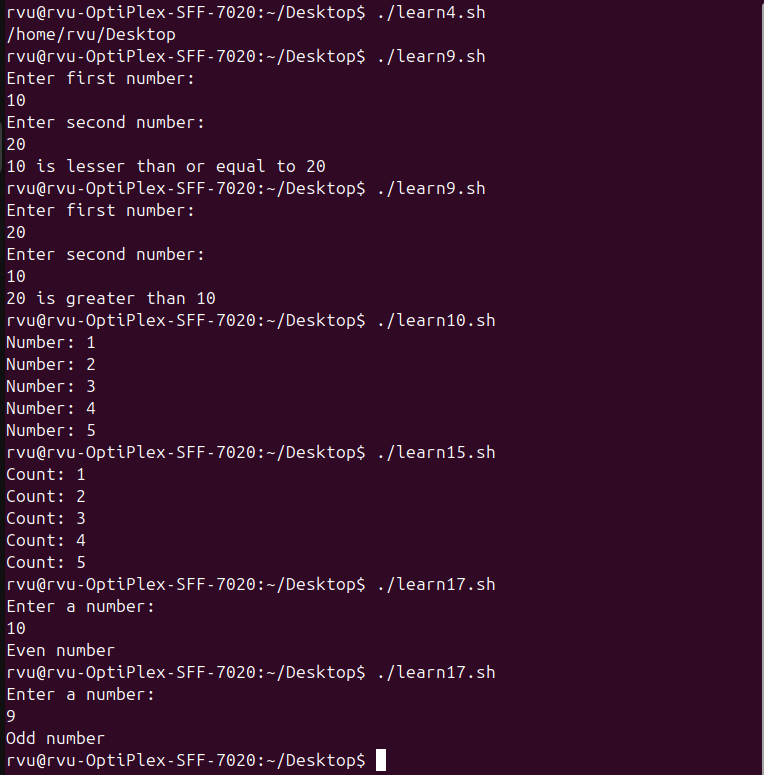 rvu@rvu-OptiPlex-SFF-7020:~/Desktop$ ./learn4.sh
/home/rvu/Desktop
rvu@rvu-OptiPlex-SFF-7020:~/Desktop$ ./learn9.sh
Enter first number:
10
Enter second number:
20
10 is lesser than or equal to 20
rvu@rvu-OptiPlex-SFF-7020:~/Desktop$ ./learn9.sh
Enter first number:
20
Enter second number:
10
20 is greater than 10
rvu@rvu-OptiPlex-SFF-7020:~/Desktop$ ./learn10.sh
Number: 1
Number: 2
Number: 3
Number: 4
Number: 5
rvu@rvu-OptiPlex-SFF-7020:~/Desktop$ ./learn15.sh
Count: 1
Count: 2
Count: 3
Count: 4
Count: 5
rvu@rvu-OptiPlex-SFF-7020:~/Desktop$ ./learn17.sh
Enter a number:
10
Even number
rvu@rvu-OptiPlex-SFF-7020:~/Desktop$ ./learn17.sh
Enter a number:
9
Odd number
rvu@rvu-OptiPlex-SFF-7020:~/Desktop$